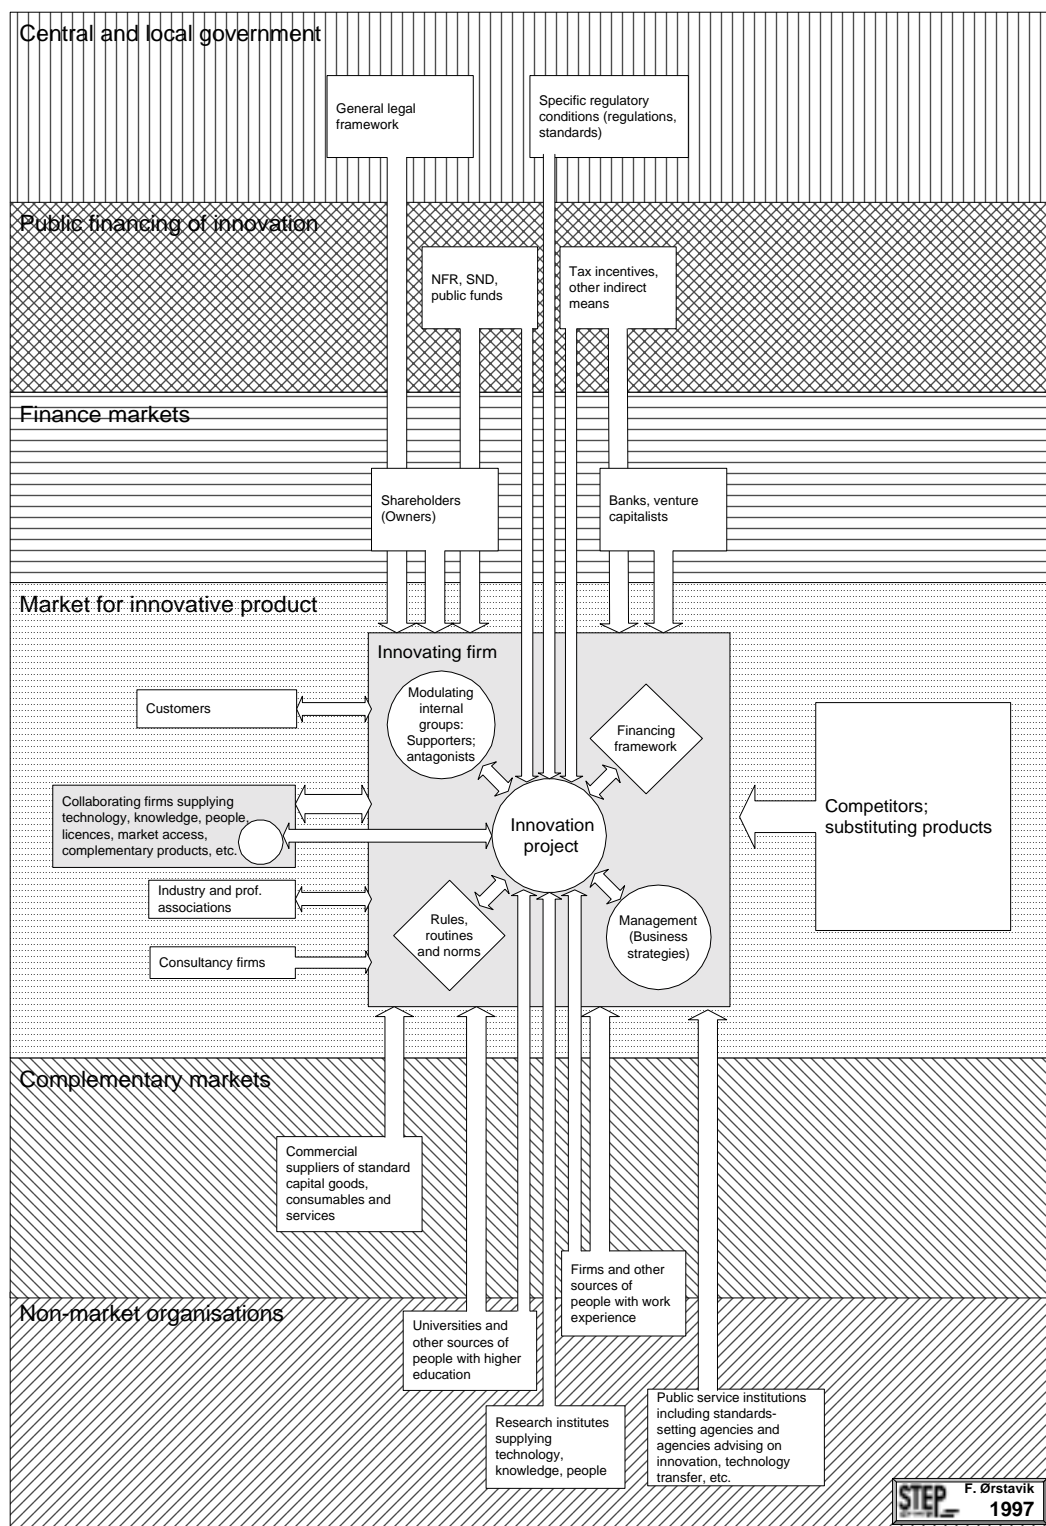 Central and local government
General legal
framework
Specific regulatory
conditions (regulations,
standards)
Public financing of innovation
NFR, SND,
public funds
Tax incentives,
other indirect
means
Finance markets
Shareholders
(Owners)
Banks, venture
capitalists
Market for innovative product
Innovating firm
Modulating
internal
groups:
Supporters;
antagonists
Financing
framework
Customers
Collaborating firms supplying
technology, knowledge, people,
licences, market access,
complementary products, etc.
Innovation
project
Competitors;
substituting products
Industry and prof.
associations
Rules,
routines
and norms
Management
(Business
strategies)
Consultancy firms
Complementary markets
Commercial
suppliers of standard
capital goods,
consumables and
services
Firms and other
sources of
people with work
experience
Non-market organisations
Universities and
other sources of
people with higher
education
Research institutes
supplying
technology,
knowledge, people
Public service institutions
including standards-
setting agencies and
agencies advising on
innovation, technology
transfer, etc.
STEP
F. Ørstavik
1997